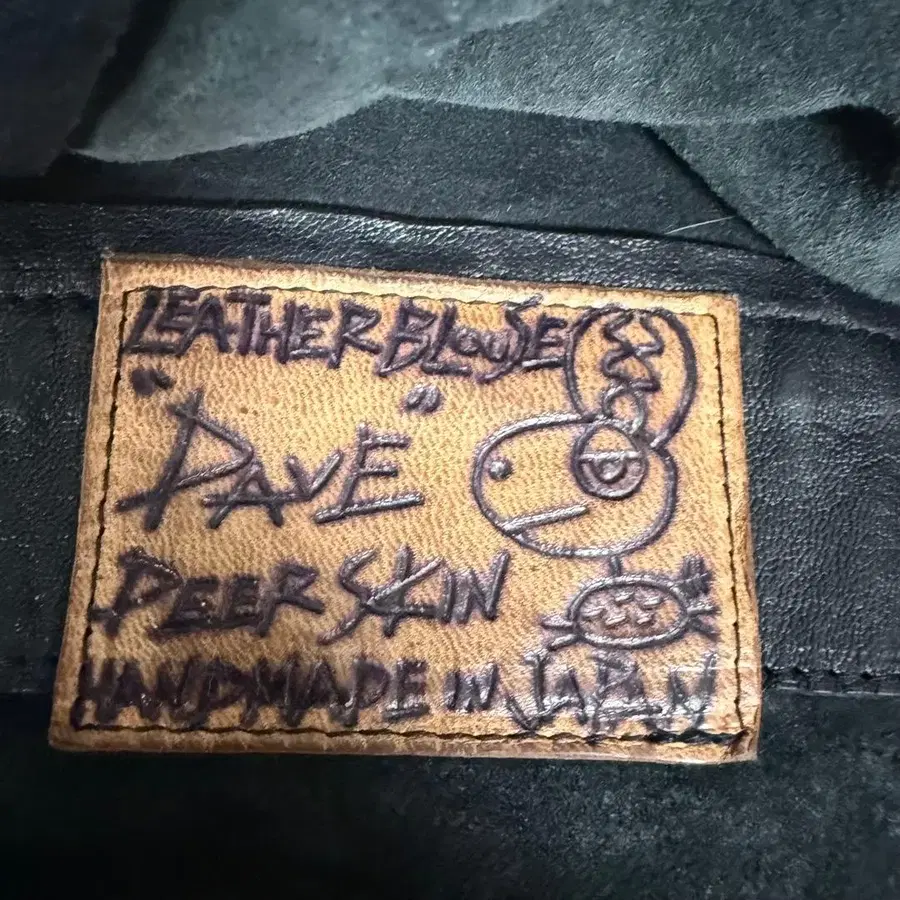 LEATHER BLOUSE
"DAVE"
DEER SKIN
HANDMADE IN JAPAN